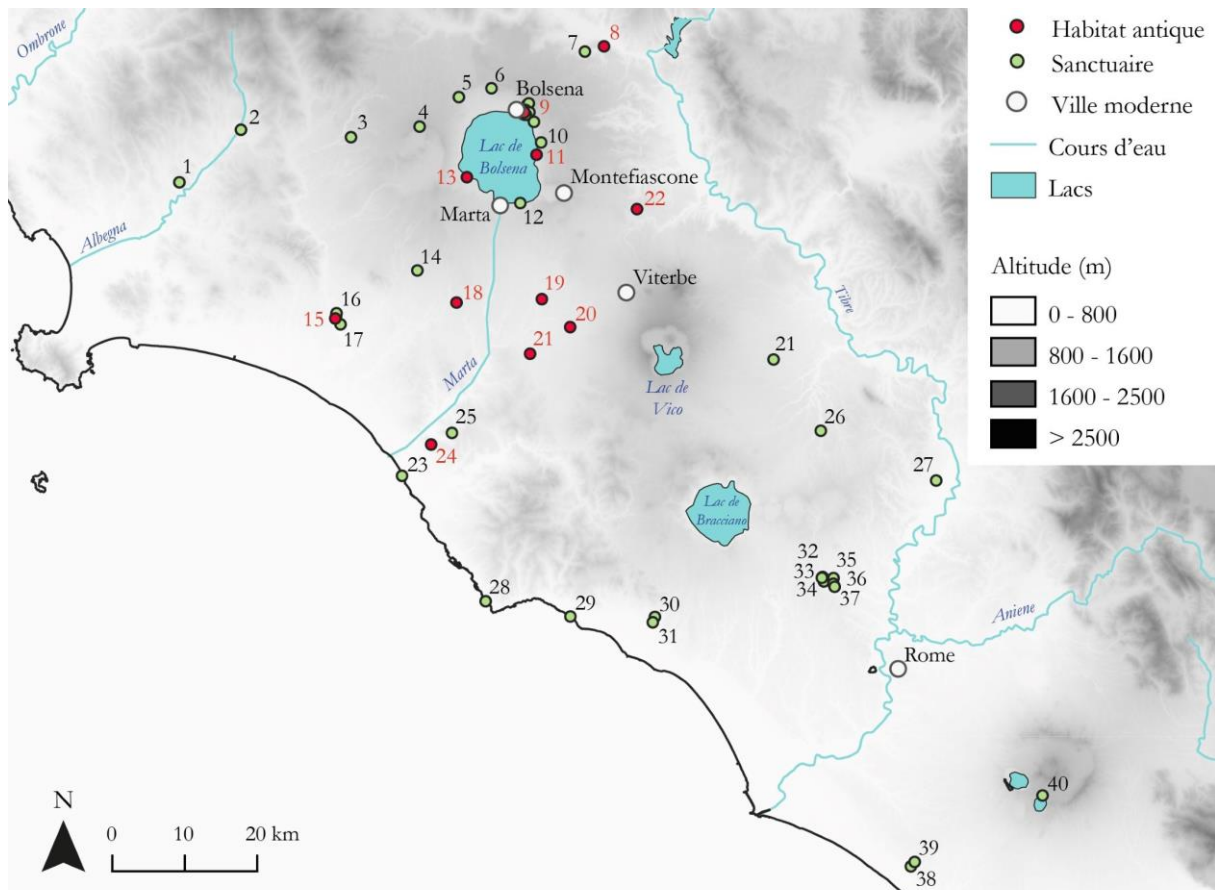 Ombrone
7
8
Habitat antique
Sanctuaire
Ville moderne
Cours d'eau
Lacs
Altitude (m)
0 - 800
800 - 1600
1600 - 2500
> 2500
5
6
Bolsena
9
2
3
4
10
Lac de
Bolsena
11
1
13
Montefiascone
Marta
12
22
Albegna
Tibre
14
19
Viterbe
16
18
15
17
20
21
21
Marta
Lac de
Vico
25
24
26
23
27
Lac de
Bracciano
32
35
33
36
34
37
28
29
30
31
Aniene
Rome
N
0
10
20 km
40
39
38